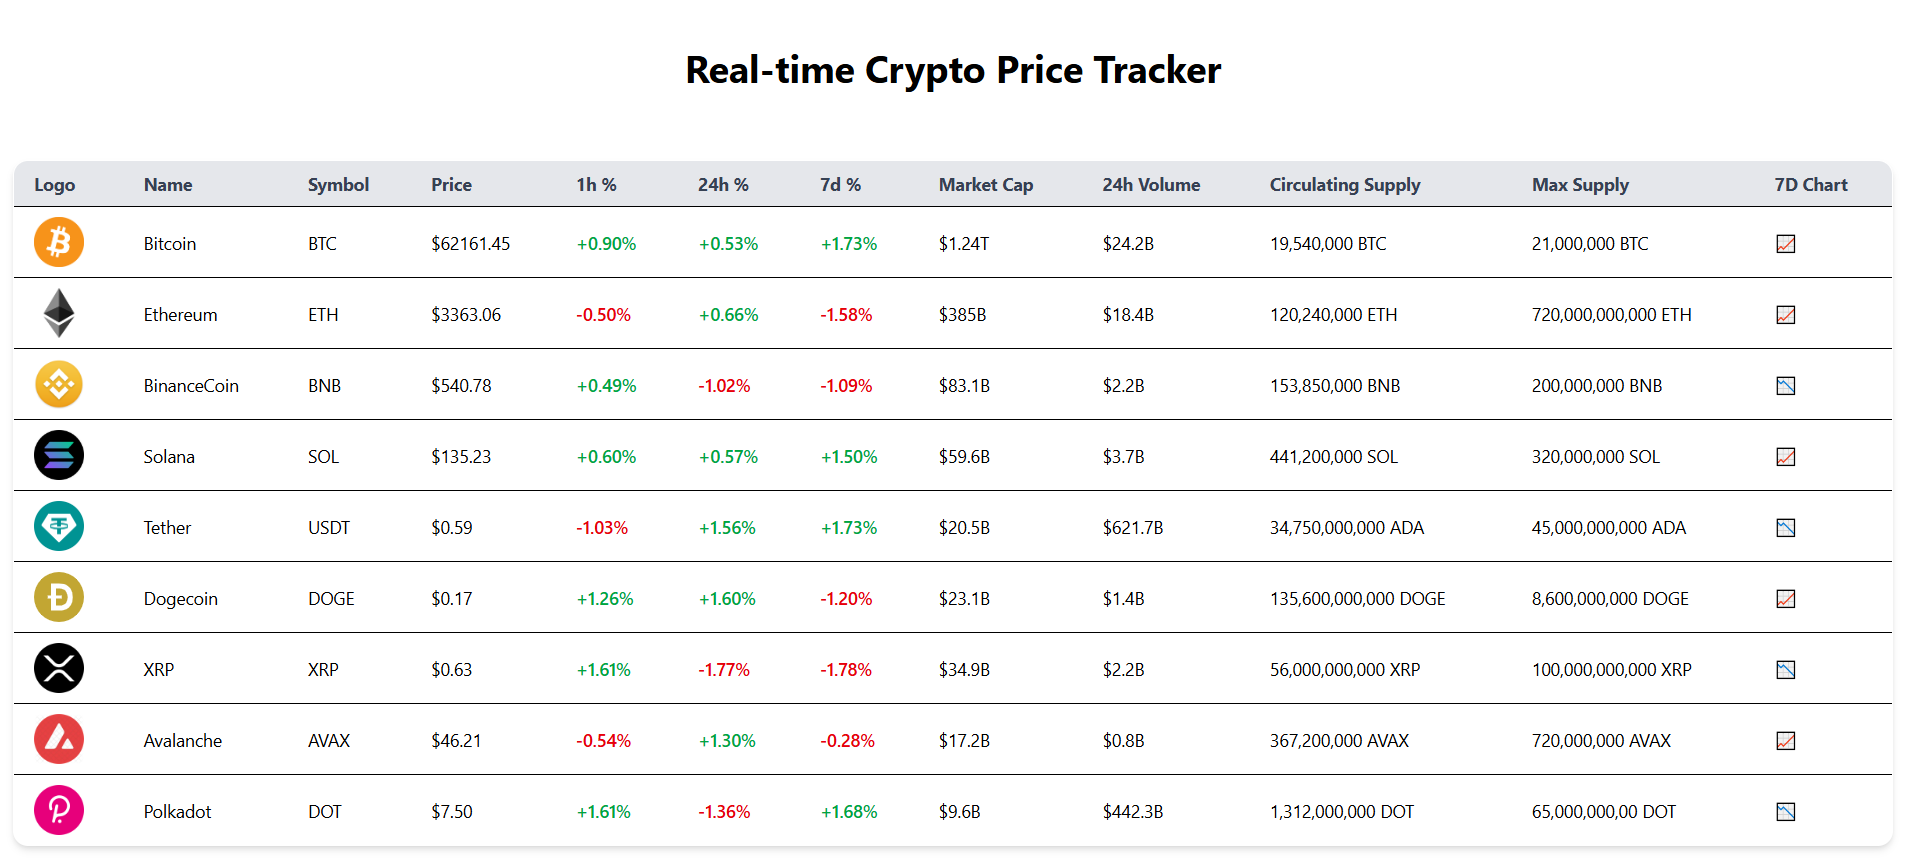 Real-time Crypto Price Tracker
Logo Name Symbol Price 1h % 24h % 7d % Market Cap 24h Volume Circulating Supply Max Supply 7D Chart
Bitcoin BTC $62161.45 +0.90% +0.53% +1.73% $1.24T $24.2B 19,540,000 BTC 21,000,000 BTC
Ethereum ETH $3363.06 -0.50% +0.66% -1.58% $385B $18.4B 120,240,000 ETH 720,000,000,000 ETH
BinanceCoin BNB $540.78 +0.49% -1.02% -1.09% $83.1B $2.2B 153,850,000 BNB 200,000,000 BNB
Solana SOL $135.23 +0.60% +0.57% +1.50% $59.6B $3.7B 441,200,000 SOL 320,000,000 SOL
Tether USDT $0.59 -1.03% +1.56% +1.73% $20.5B $621.7B 34,750,000,000 ADA 45,000,000,000 ADA
Dogecoin DOGE $0.17 +1.26% +1.60% -1.20% $23.1B $1.4B 135,600,000,000 DOGE 8,600,000,000 DOGE
XRP XRP $0.63 +1.61% -1.77% -1.78% $34.9B $2.2B 56,000,000,000 XRP 100,000,000,000 XRP
Avalanche AVAX $46.21 -0.54% +1.30% -0.28% $17.2B $0.8B 367,200,000 AVAX 720,000,000 AVAX
Polkadot DOT $7.50 +1.61% -1.36% +1.68% $9.6B $442.3B 1,312,000,000 DOT 65,000,000,00 DOT